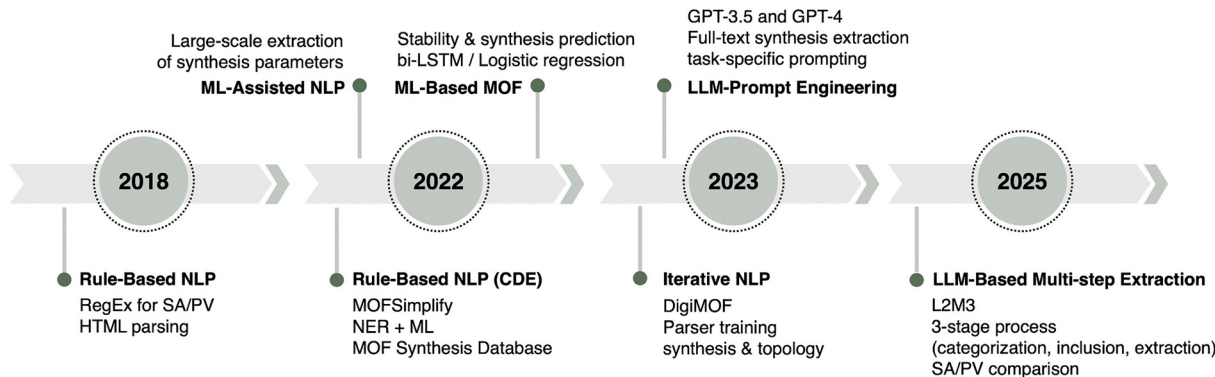 Large-scale extraction
of synthesis parameters
ML-Assisted NLP
Stability & synthesis prediction
bi-LSTM / Logistic regression
ML-Based MOF
GPT-3.5 and GPT-4
Full-text synthesis extraction
task-specific prompting
LLM-Prompt Engineering
2018
2022
2023
2025
Rule-Based NLP
RegEx for SA/PV
HTML parsing
Rule-Based NLP (CDE)
MOFSimplify
NER + ML
MOF Synthesis Database
Iterative NLP
DigiMOF
Parser training
synthesis & topology
LLM-Based Multi-step Extraction
L2M3
3-stage process
(categorization, inclusion, extraction)
SA/PV comparison